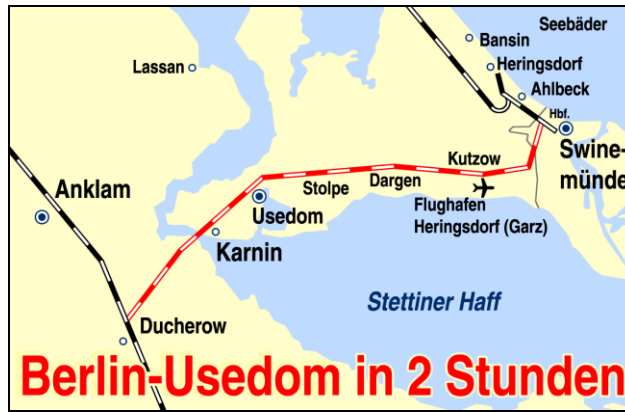 Seebäder
Bansin
Heringsdorf
Lassan
Ahlbeck
Hbf.
Swine-
münde
Kutzow
Anklam
Stolpe
Dargen
Usedom
Flughafen
Heringsdorf (Garz)
Karnin
Stettiner Haff
Ducherow
Berlin-Usedom in 2 Stunden